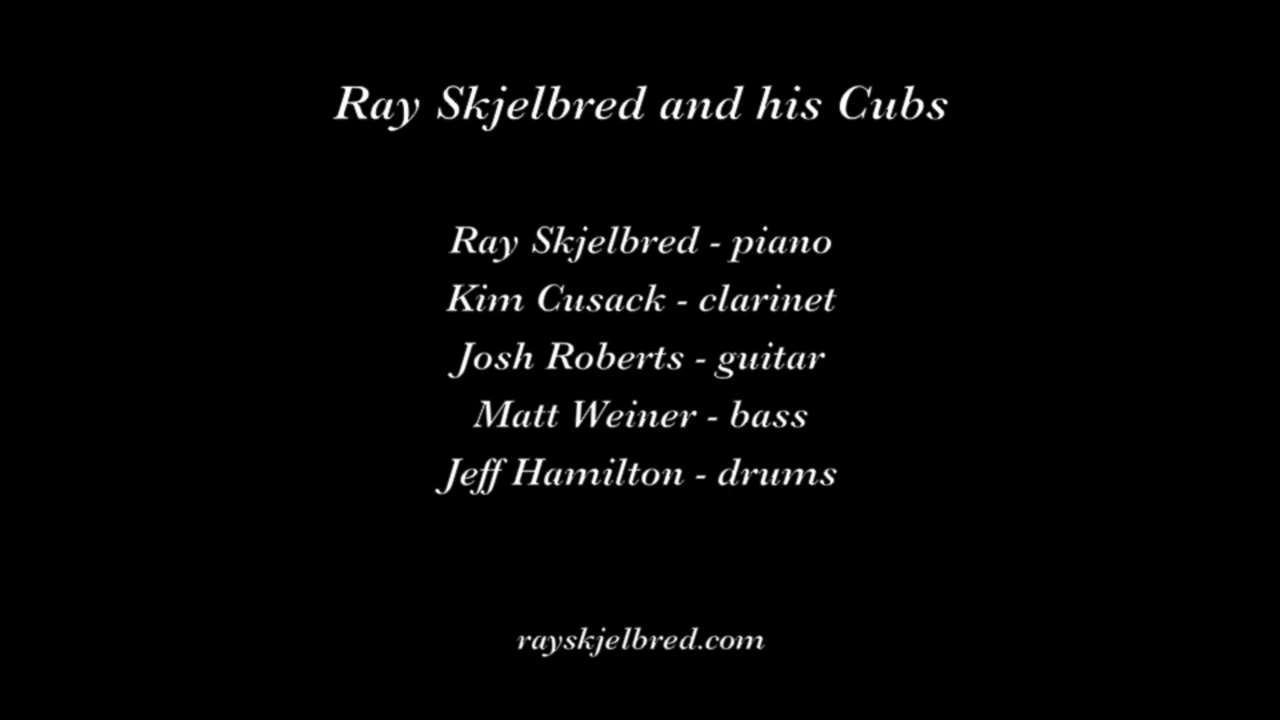 Ray Skjelbred and his Cubs
Ray Skjelbred - piano
Kim Cusack - clarinet
Josh Roberts - guitar
Matt Weiner - bass
Jeff Hamilton - drums
rayskjelbred.com